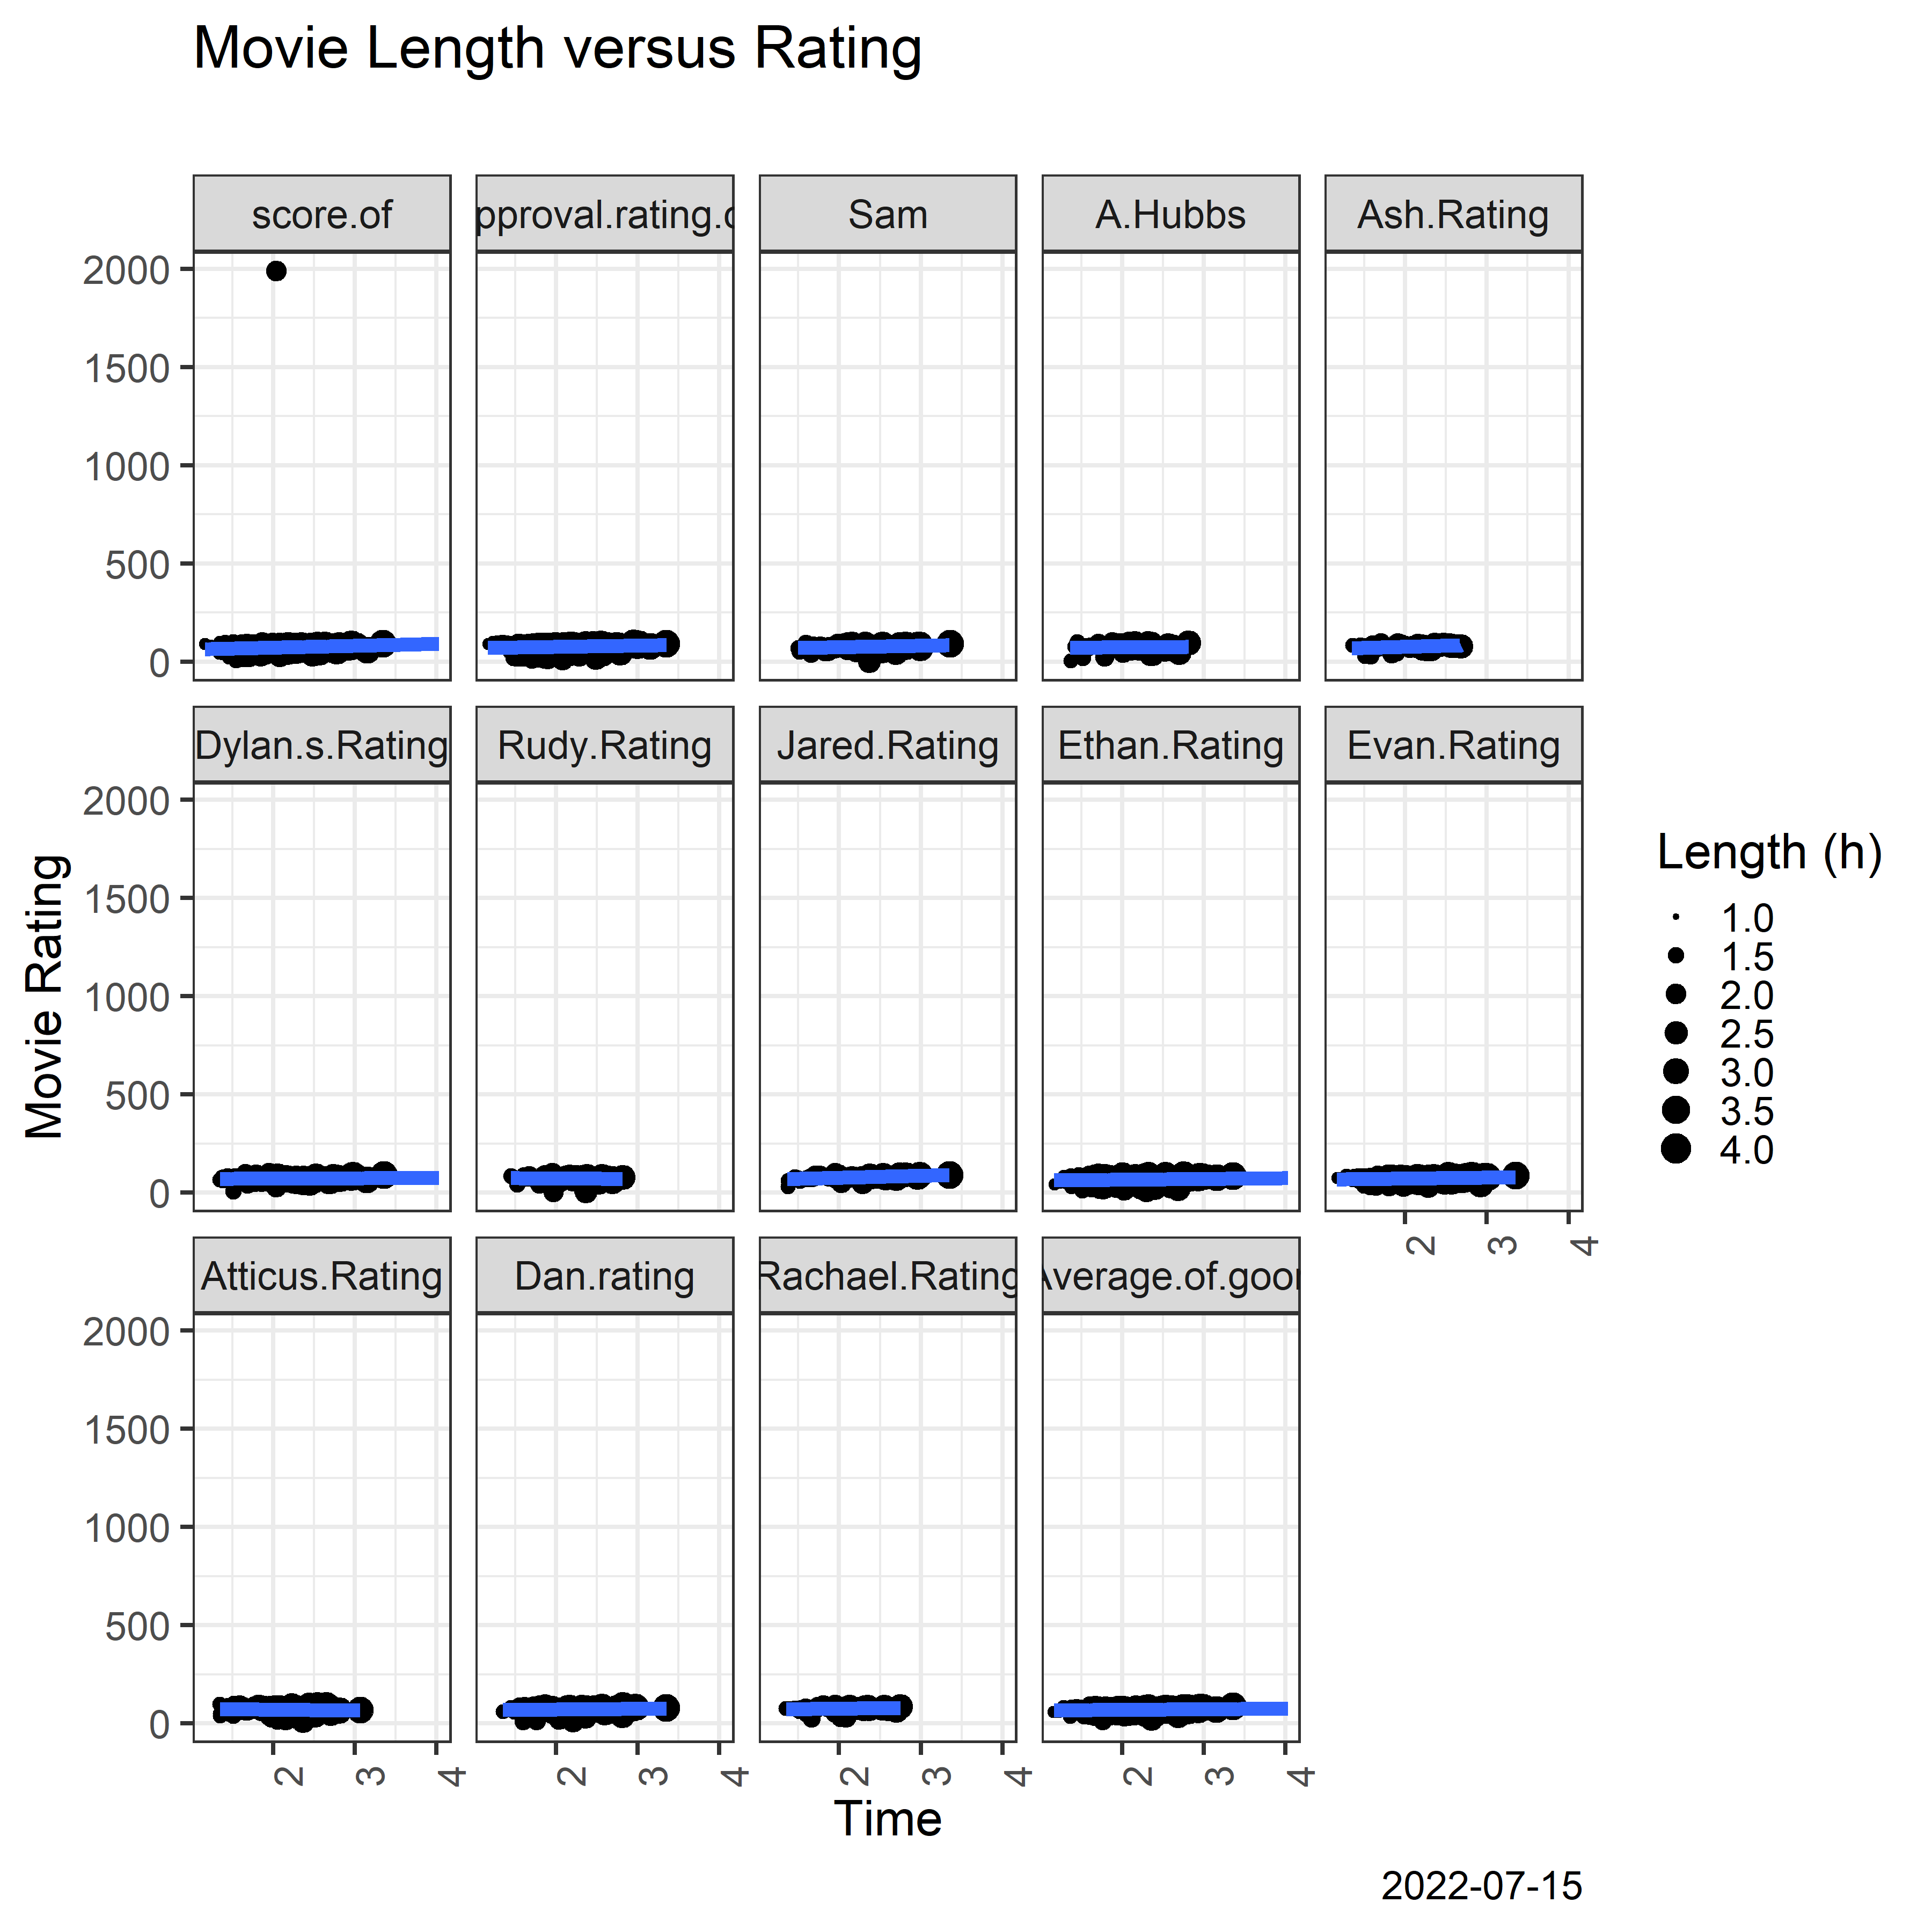 Movie Length versus Rating
score.of
pproval.rating.c
Sam
A.Hubbs
Ash.Rating
2000
1500
1000
500
0
Dylan.s.Rating
Rudy.Rating
Jared.Rating
Ethan.Rating
Evan.Rating
2000
1500
1000
500
0
2
3
4
Atticus.Rating
Dan.rating
Rachael.Rating
Average.of.goor
2000
1500
1000
500
0
2
3
4
2
3
4
2
3
4
2
3
4
Time
Movie Rating
Length (h)
1.0
1.5
2.0
2.5
3.0
3.5
4.0
2022-07-15